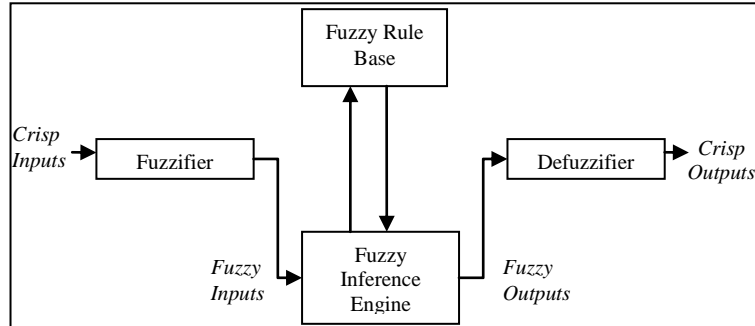 Fuzzy Rule
Base
Crisp
Inputs
Fuzzifier
Defuzzifier
Crisp
Outputs
Fuzzy
Inputs
Fuzzy
Inference
Engine
Fuzzy
Outputs